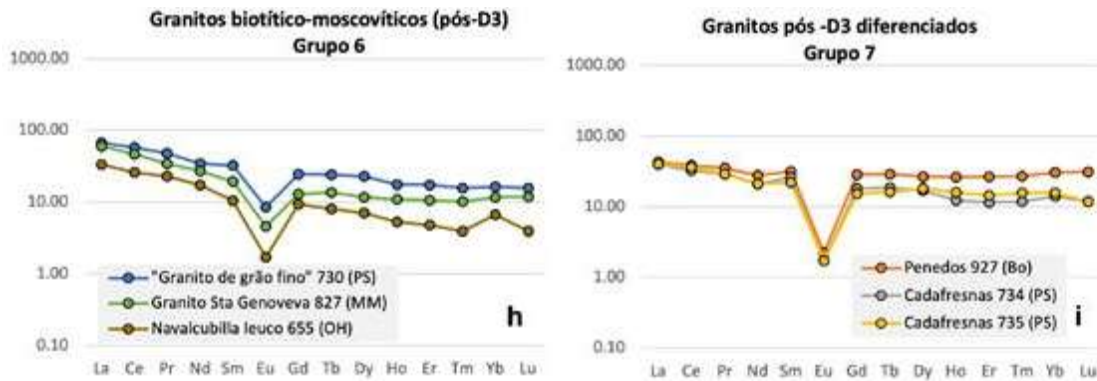 Granitos biotítico-moscovíticos (pós-D3)
Grupo 6
1000.00
100.00
10.00
1.00
0.10
"Granito de grão fino" 730 (PS)
Granito Sta Genoveva 827 (MM)
Navalcubilla leuco 655 (OH)
h
La Ce Pr Nd Sm Eu Gd Tb Dy Ho Er Tm Yb Lu
Granitos pós -D3 diferenciados
Grupo 7
1000.00
100.00
10.00
1.00
0.10
Penedos 927 (Bo)
Cadafresnas 734 (PS)
Cadafresnas 735 (PS)
i
La Ce Pr Nd Sm Eu Gd Tb Dy Ho Er Tm Yb Lu